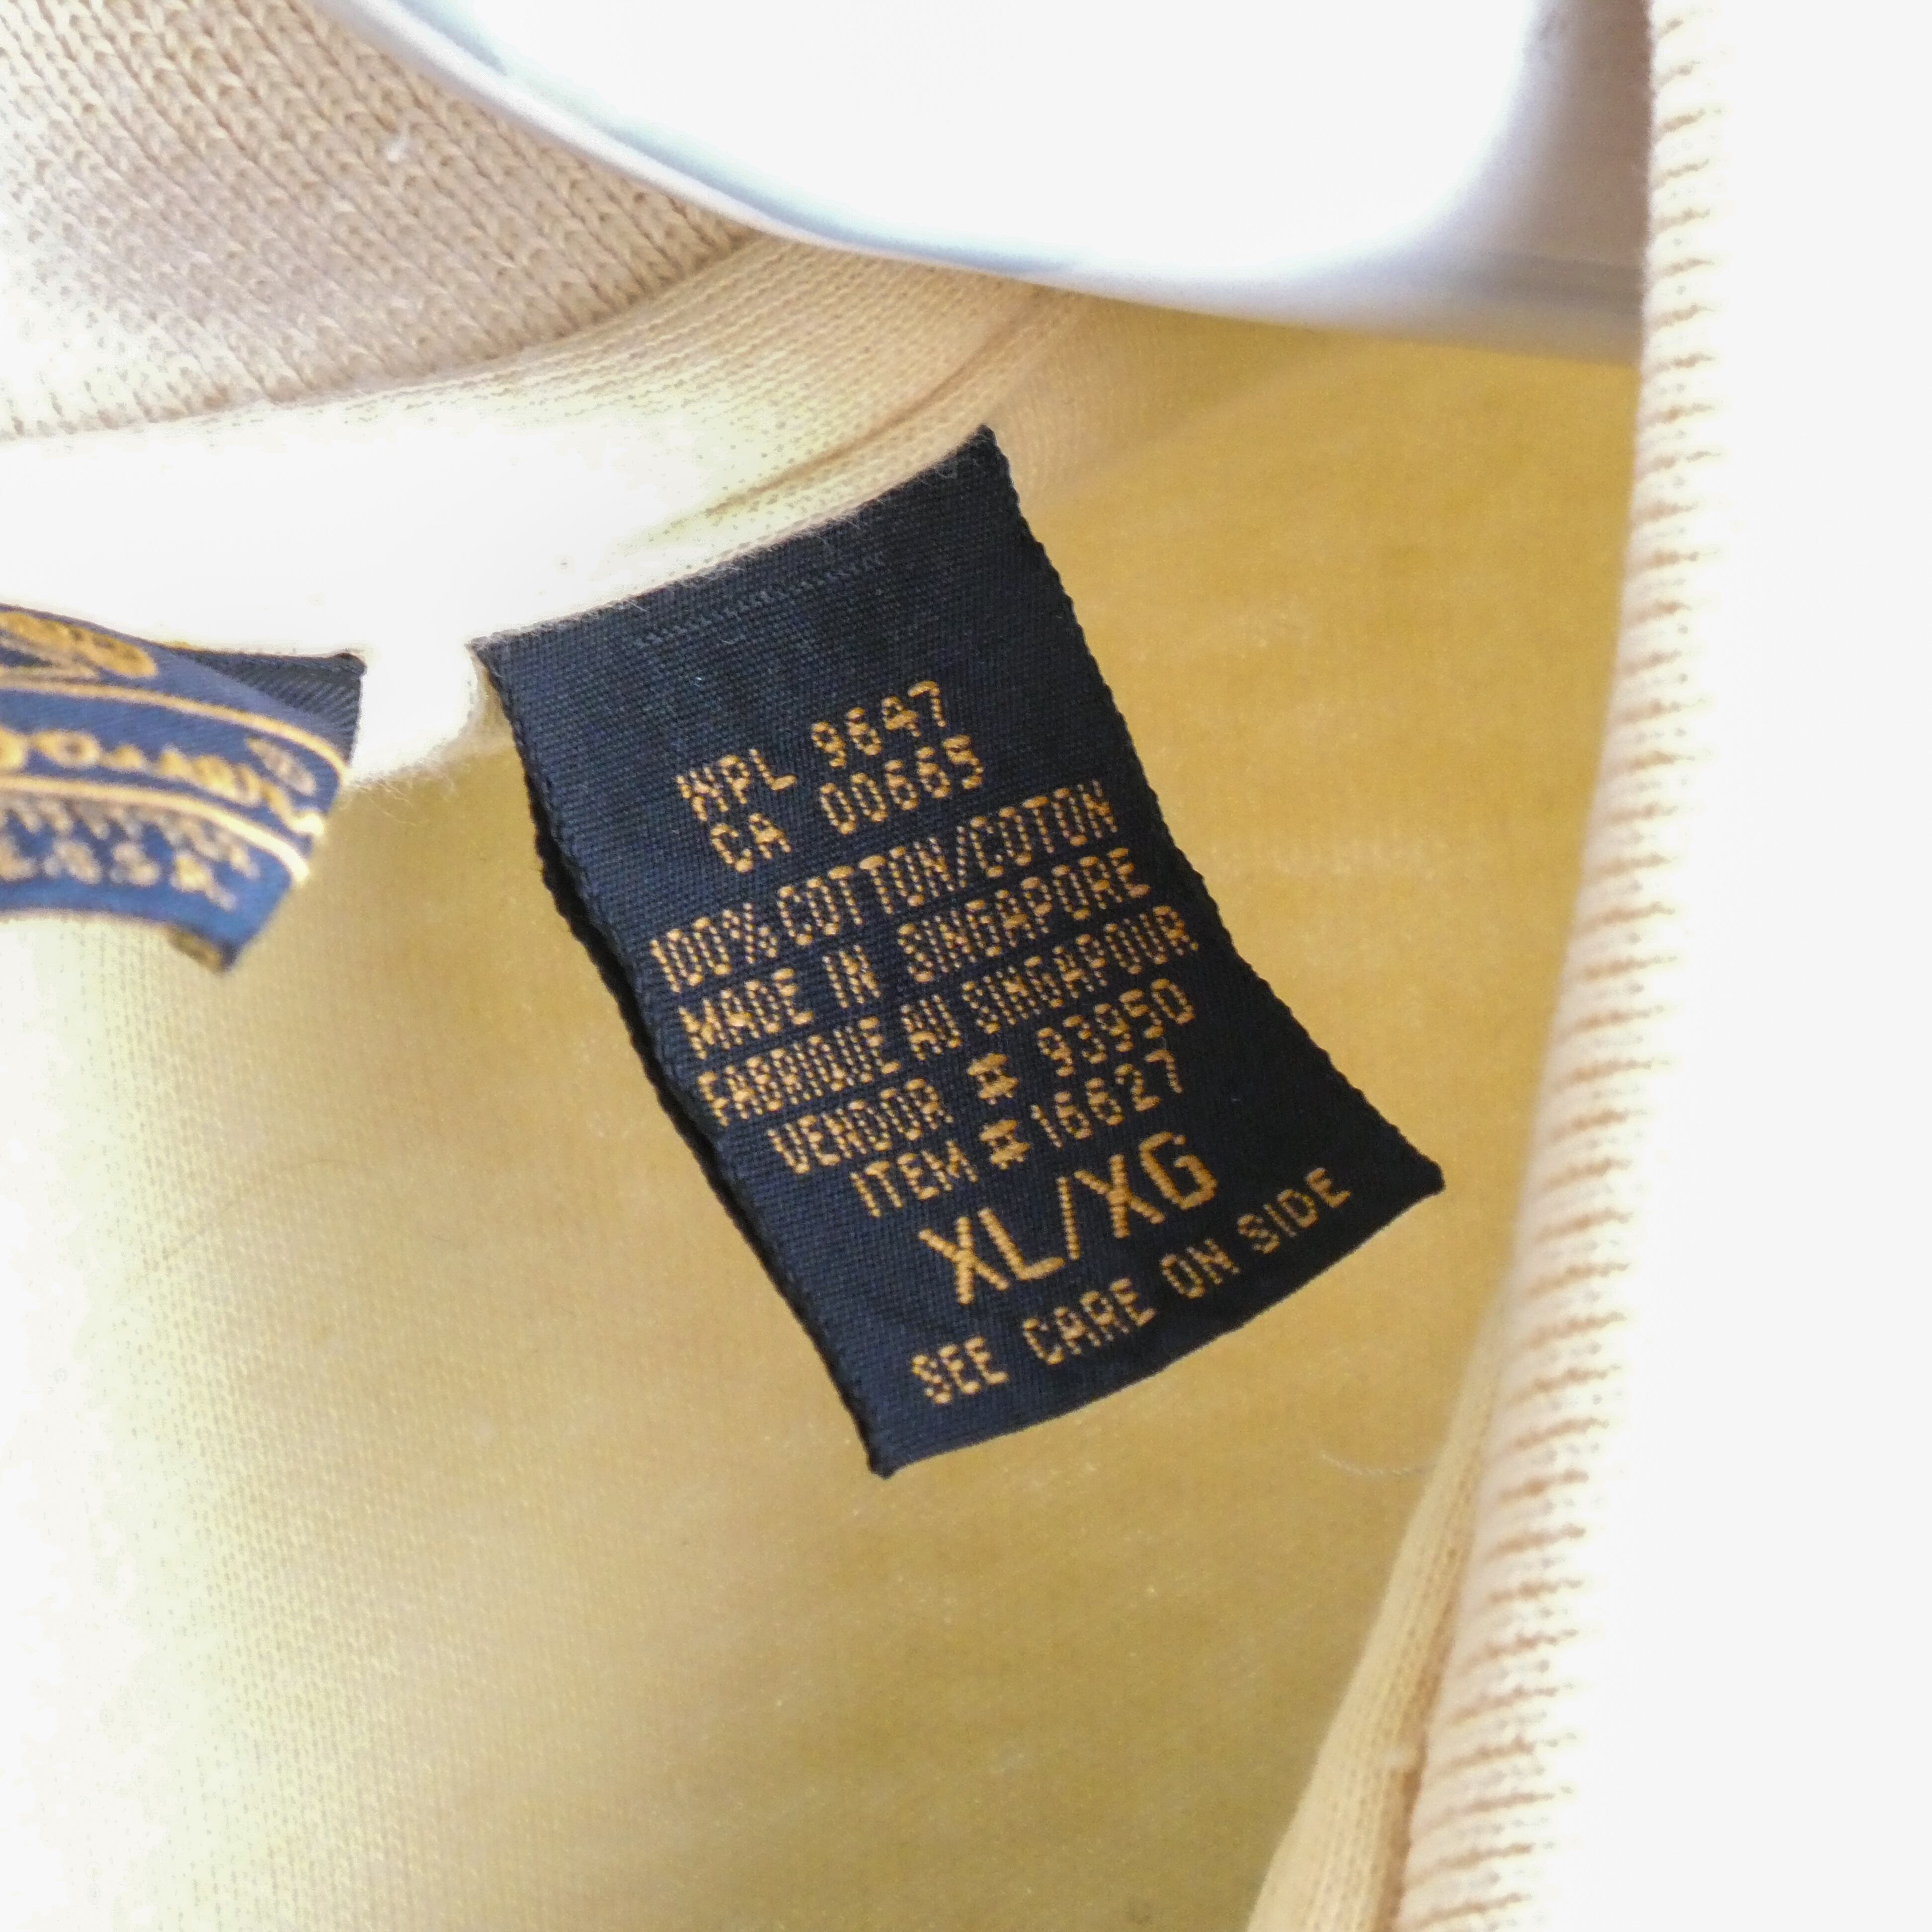 WPL 9647
CA 00665
100% COTTON/COTON
MADE IN SINGAPORE
FABRIQUE AU SINGAPOUR
VENDOR # 93950
ITEM # 16627
XL/XG
SEE CARE ON SIDE